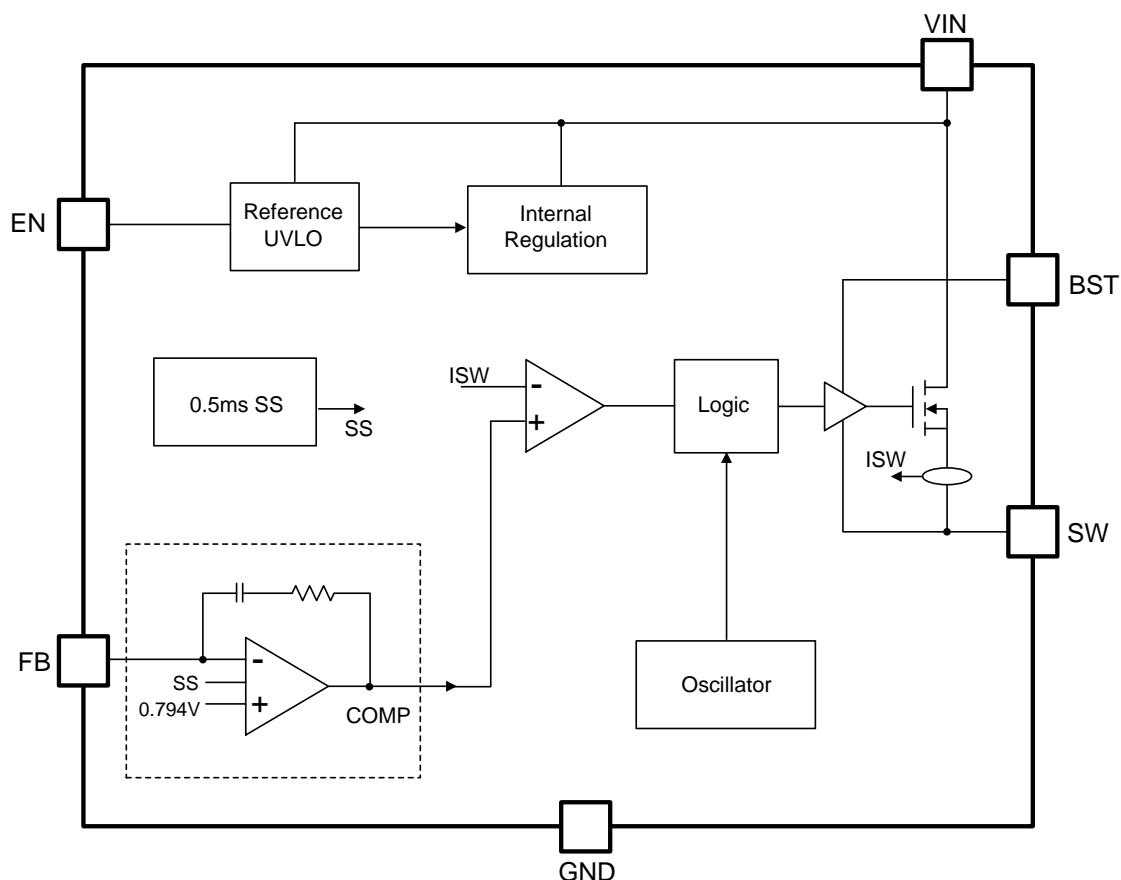 VIN
EN
Reference
UVLO
Internal
Regulation
BST
0.5ms SS
SS
ISW
-
+
Logic
ISW
SW
FB
-
SS
0.794V
+
COMP
Oscillator
GND